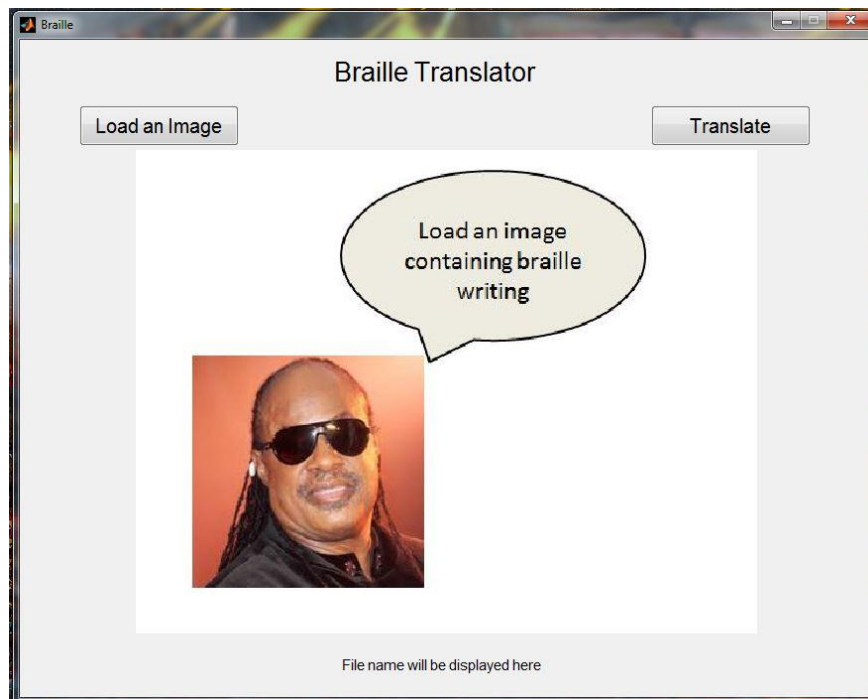 Braille
Braille Translator
Load an Image
Translate
Load an image
containing braille
writing
File name will be displayed here